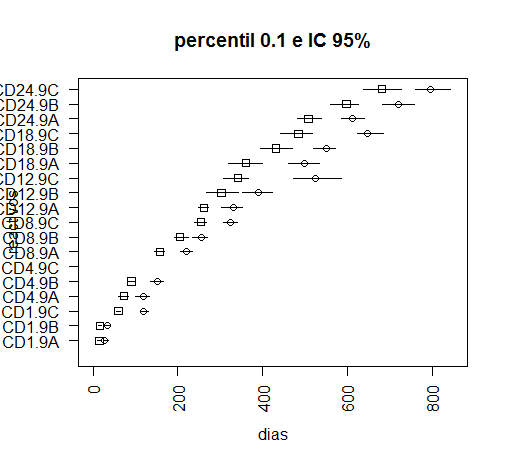 percentil 0.1 e IC 95%
CD24.9C
CD24.9B
CD24.9A
CD18.9C
CD18.9B
CD18.9A
CD12.9C
CD12.9B
CD12.9A
CD8.9C
CD8.9B
CD8.9A
CD4.9C
CD4.9B
CD4.9A
CD1.9C
CD1.9B
CD1.9A
0
200
400
600
800
dias